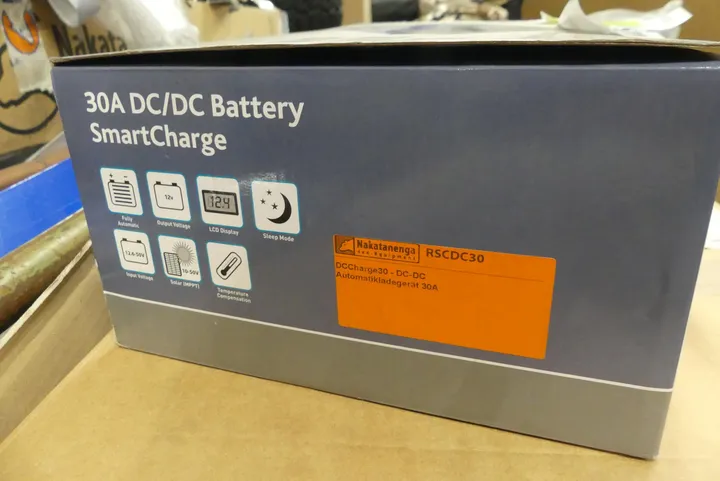 Nakata
30A DC/DC Battery
SmartCharge
12v
12.4
Fully
Automatic
Output Voltage
LCD Display
Sleep Mode
12.6-50V
10-50V
Input Voltage
Solar (MPPT)
Temperature
Compensation
Nakatanenga
RSCDC30
DCCharge30 - DC-DC
Automatikladegerät 30A